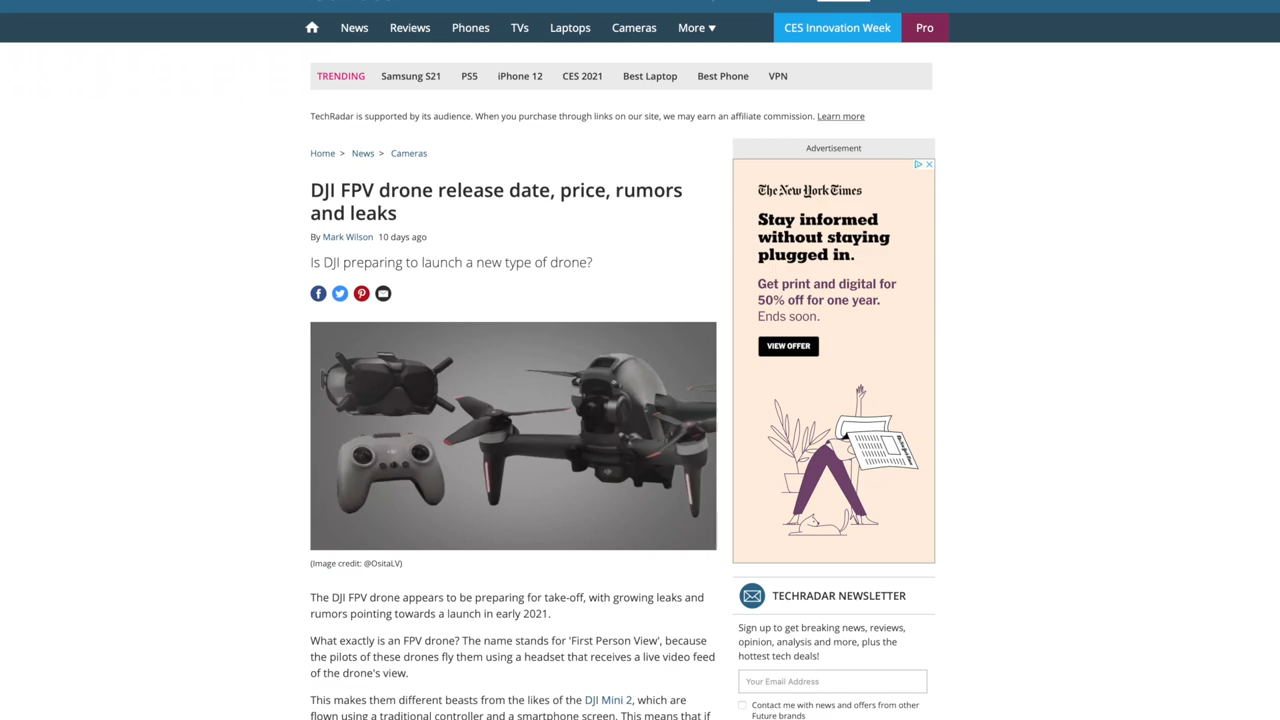 News Reviews Phones TVs Laptops Cameras More ▼ CES Innovation Week Pro
TRENDING Samsung S21 PS5 iPhone 12 CES 2021 Best Laptop Best Phone VPN
TechRadar is supported by its audience. When you purchase through links on our site, we may earn an affiliate commission. Learn more
Home > News > Cameras
DJI FPV drone release date, price, rumors
and leaks
By Mark Wilson 10 days ago
Is DJI preparing to launch a new type of drone?
(Image credit: @OsitaLV)
The DJI FPV drone appears to be preparing for take-off, with growing leaks and
rumors pointing towards a launch in early 2021.
What exactly is an FPV drone? The name stands for 'First Person View', because
the pilots of these drones fly them using a headset that receives a live video feed
of the drone's view.
This makes them different beasts from the likes of the DJI Mini 2, which are
flown using a traditional controller and a smartphone screen. This means that if
Advertisement
The New York Times
Stay informed
without staying
plugged in.
Get print and digital for
50% off for one year.
Ends soon.
VIEW OFFER
TECHRADAR NEWSLETTER
Sign up to get breaking news, reviews,
opinion, analysis and more, plus the
hottest tech deals!
Your Email Address
Contact me with news and offers from other
Future brands